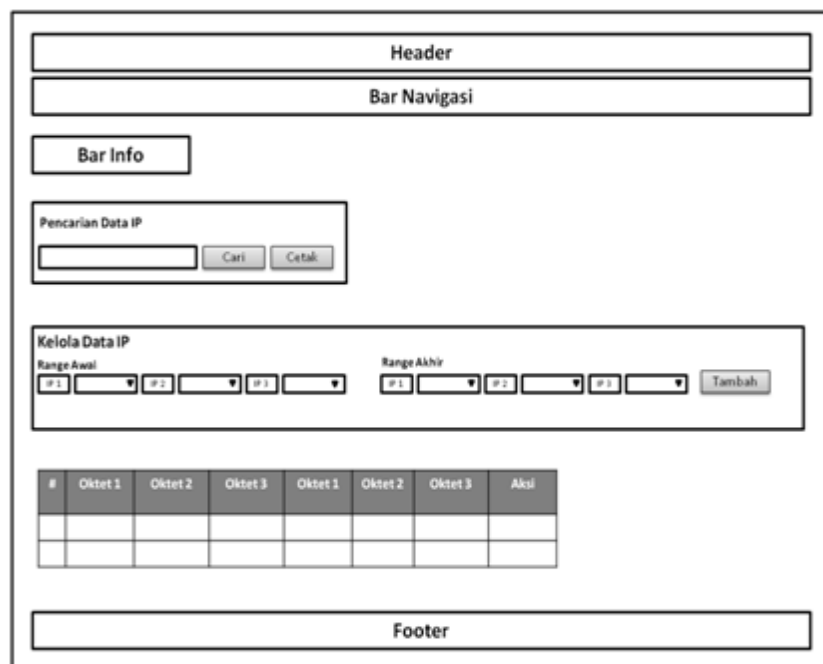 Header
Bar Navigasi
Bar Info
Pencarian Data IP
Cari Cetak
Kelola Data IP
Range Awal Range Akhir
IP 1 IP 2 IP 3 IP 1 IP 2 IP 3 Tambah
# Oktet 1 Oktet 2 Oktet 3 Oktet 1 Oktet 2 Oktet 3 Aksi
Footer